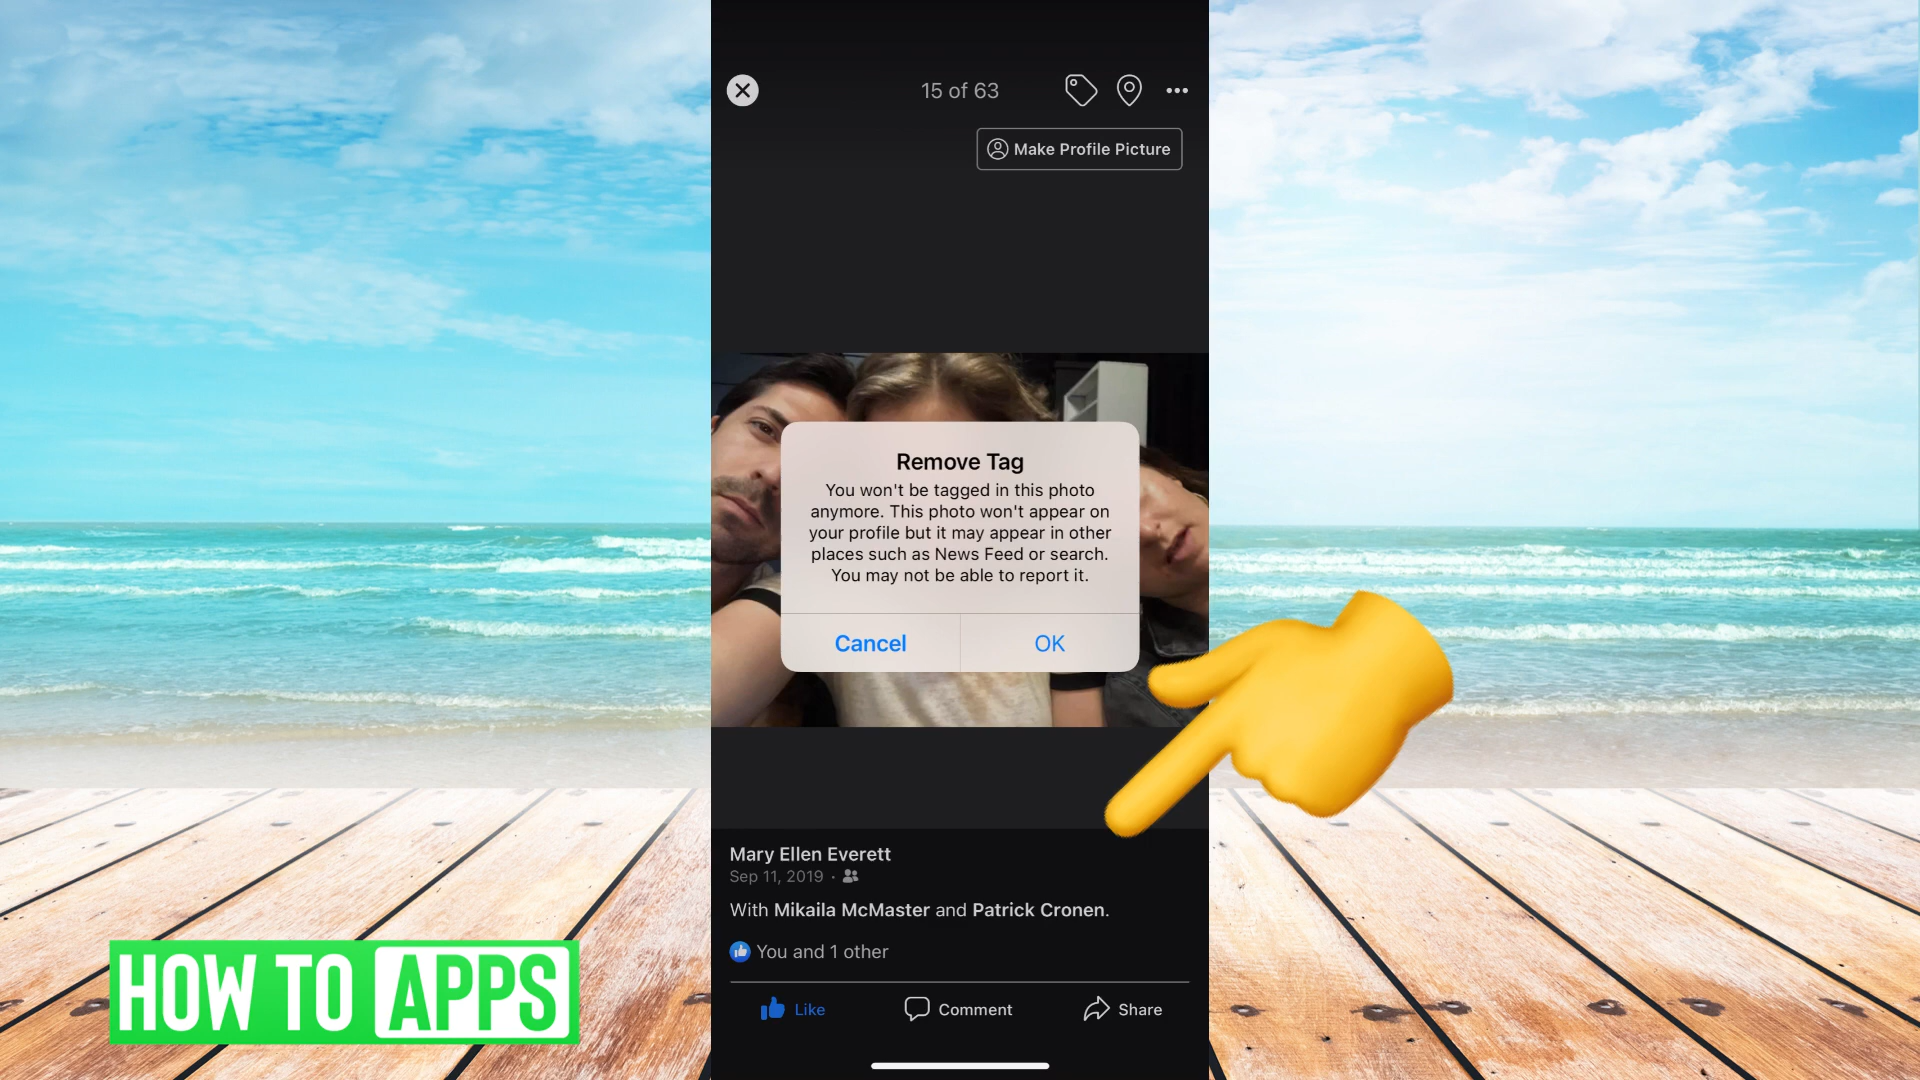 15 of 63
Make Profile Picture
Remove Tag
You won't be tagged in this photo
anymore. This photo won't appear on
your profile but it may appear in other
places such as News Feed or search.
You may not be able to report it.
Cancel OK
Mary Ellen Everett
Sep 11, 2019 ·
With Mikaila McMaster and Patrick Cronen.
You and 1 other
Like Comment Share
HOW TO APPS